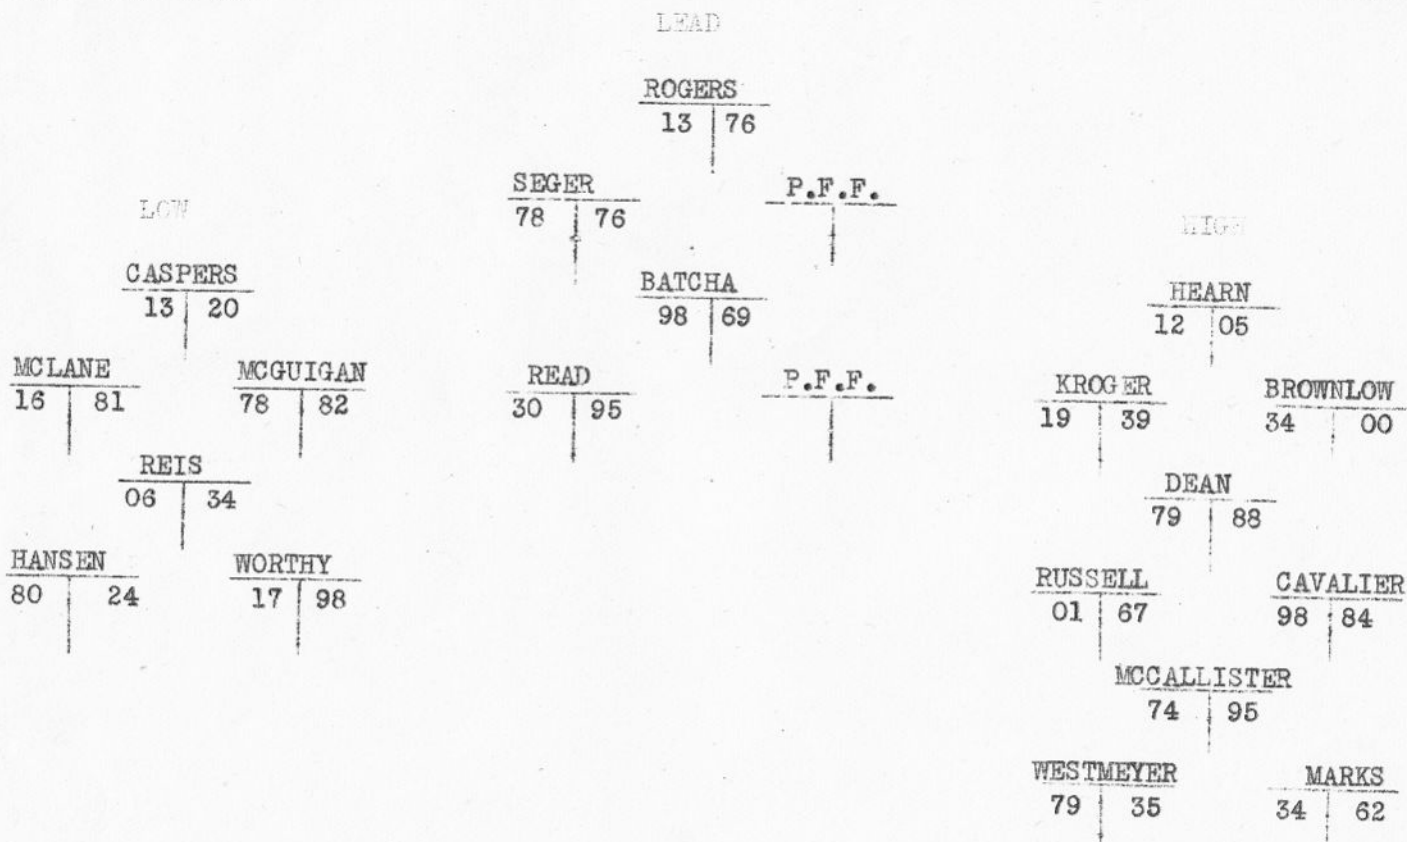 LEAD
ROGERS
13 76
SEGER
78 76
P.F.F.
BATCHA
98 69
READ
30 95
P.F.F.
LOW
CASPERS
13 20
MCLANE
16 81
MCGUIGAN
78 82
REIS
06 34
HANSEN
80 24
WORTHY
17 98
HIGH
HEARN
12 05
KROGER
19 39
BROWNLOW
34 00
DEAN
79 88
RUSSELL
01 67
CAVALIER
98 84
MCCALLISTER
74 95
WESTMEYER
79 35
MARKS
34 62